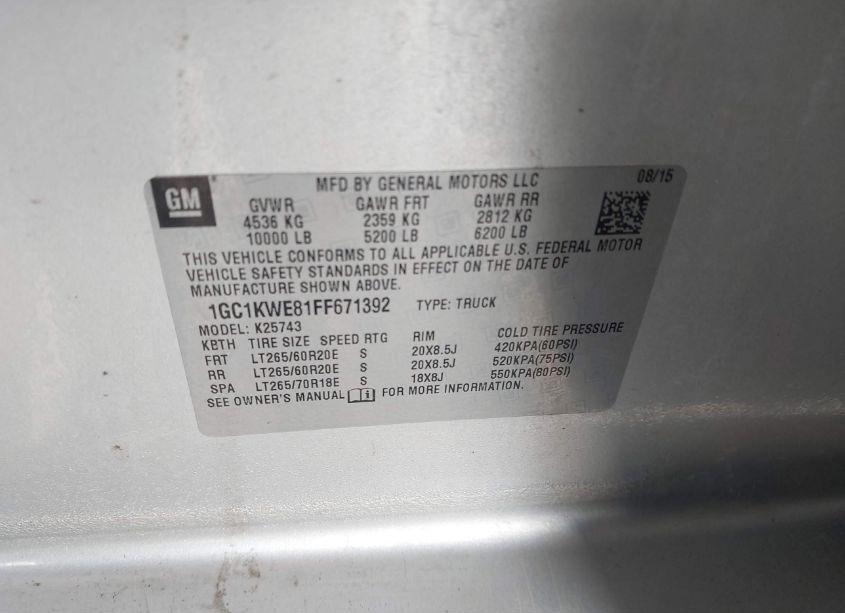 GM
MFD BY GENERAL MOTORS LLC 08/15
GVWR GAWR FRT GAWR RR
4536 KG 2359 KG 2812 KG
10000 LB 5200 LB 6200 LB
THIS VEHICLE CONFORMS TO ALL APPLICABLE U.S. FEDERAL MOTOR
VEHICLE SAFETY STANDARDS IN EFFECT ON THE DATE OF
MANUFACTURE SHOWN ABOVE.
1GC1KWE81FF671392 TYPE: TRUCK
MODEL: K25743
KBTH TIRE SIZE SPEED RTG RIM COLD TIRE PRESSURE
FRT LT265/60R20E S 20X8.5J 420KPA(60PSI)
RR LT265/60R20E S 20X8.5J 520KPA(75PSI)
SPA LT265/70R18E S 18X8J 550KPA(80PSI)
SEE OWNER'S MANUAL FOR MORE INFORMATION.